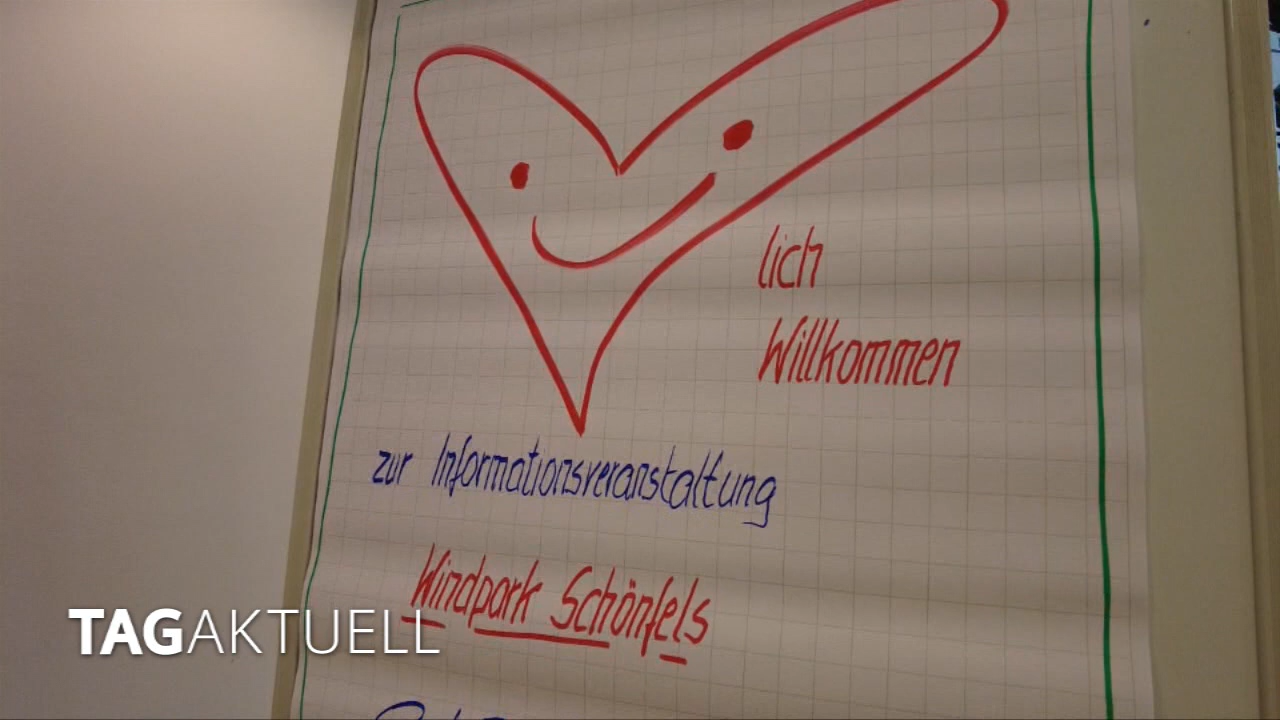 lich
Willkommen
zur Informationsveranstaltung
Windpark Schönfels
TAGAKTUELL